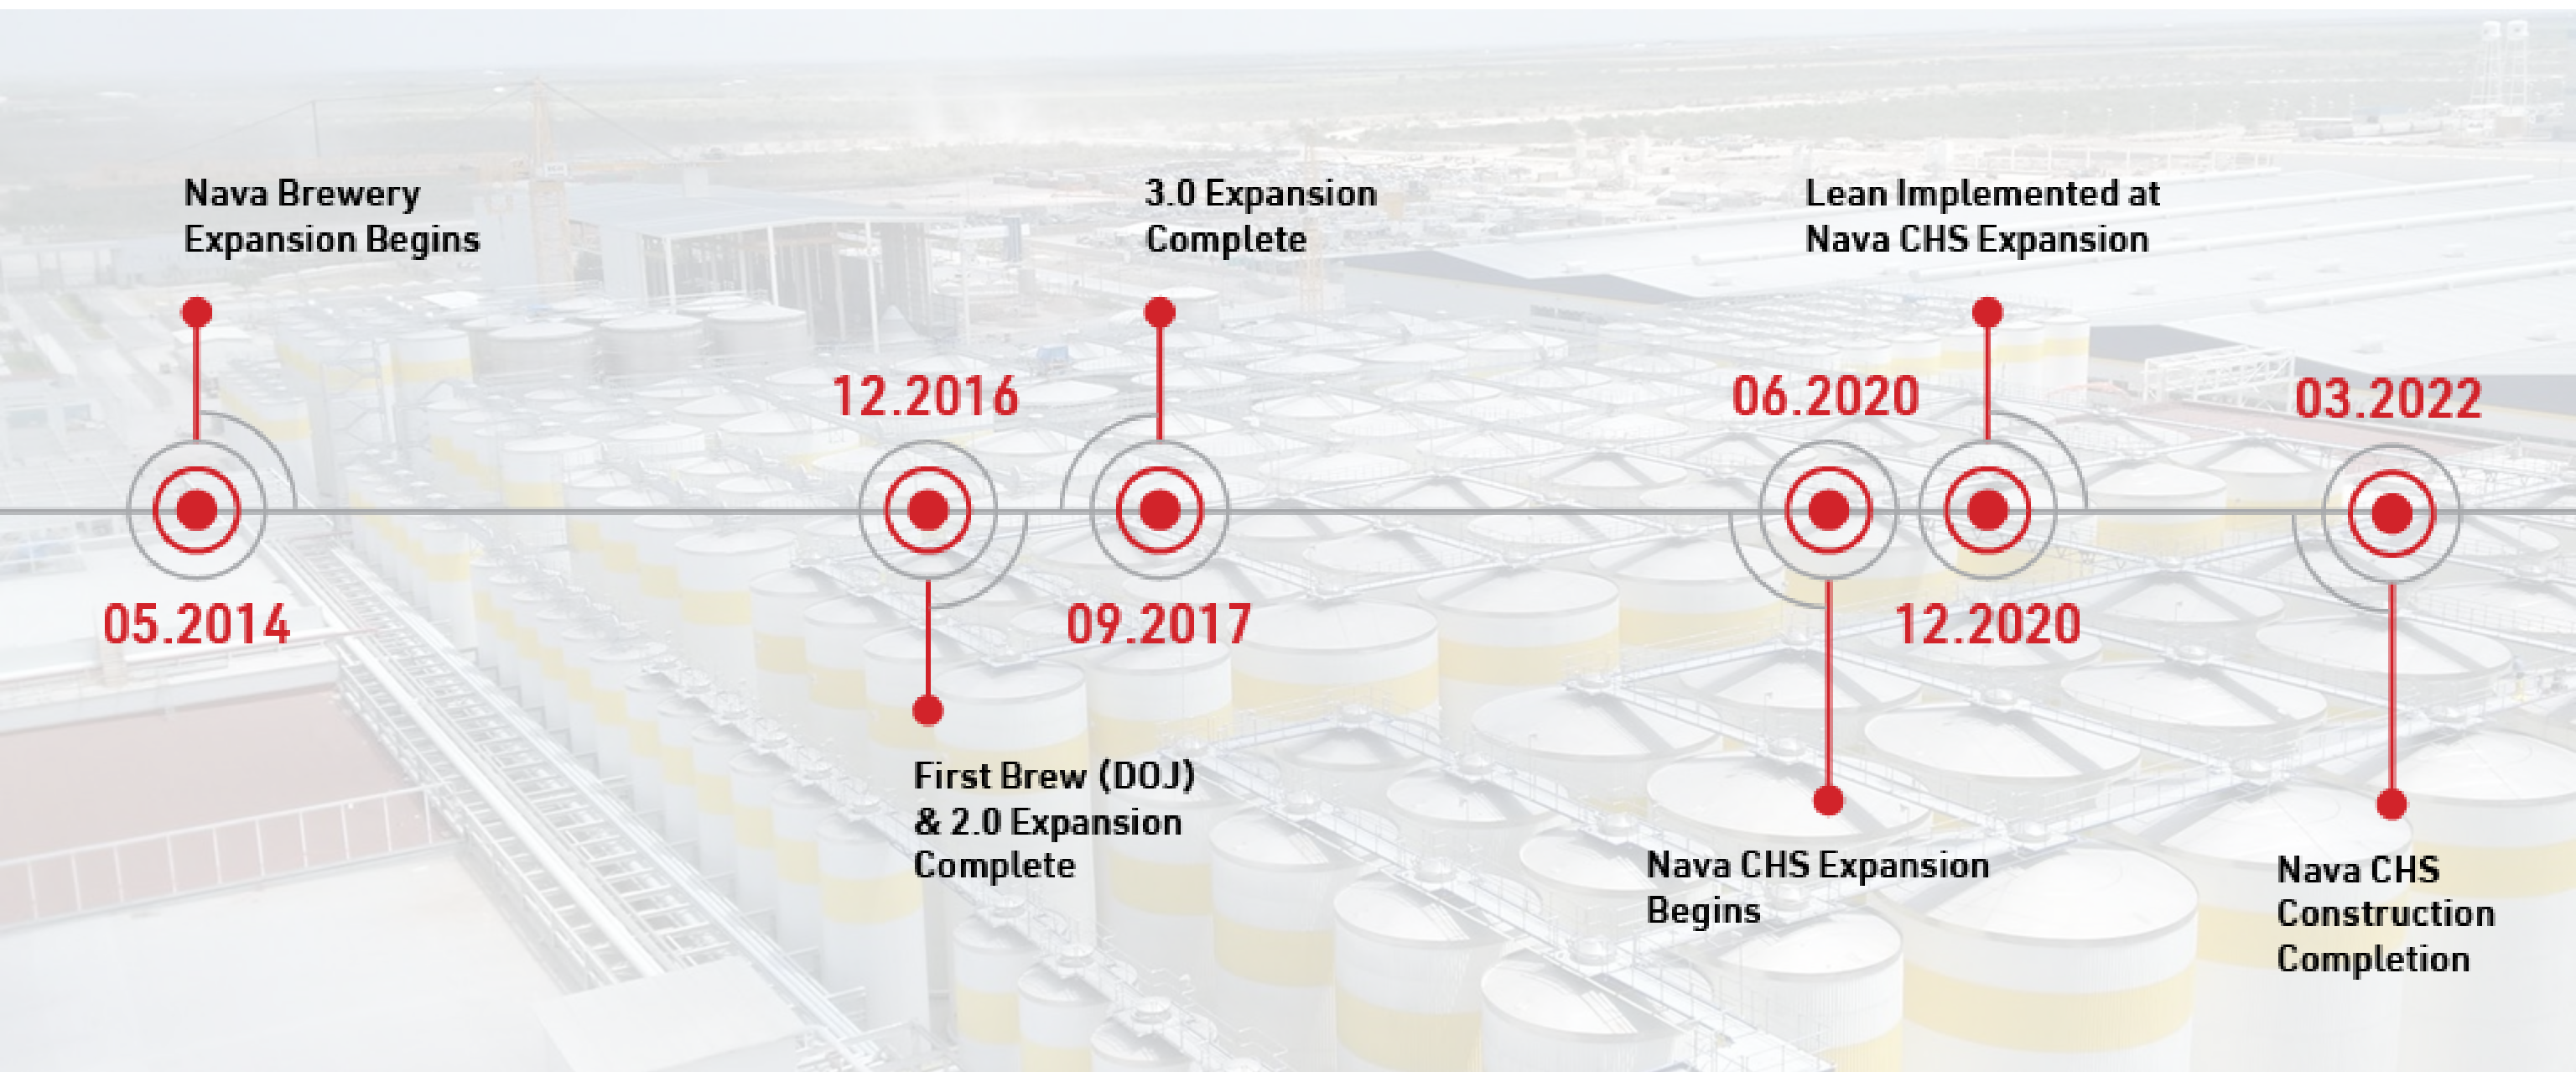 Nava Brewery
Expansion Begins
05.2014
12.2016
First Brew (DOJ)
& 2.0 Expansion
Complete
3.0 Expansion
Complete
09.2017
06.2020
Nava CHS Expansion
Begins
Lean Implemented at
Nava CHS Expansion
12.2020
03.2022
Nava CHS
Construction
Completion